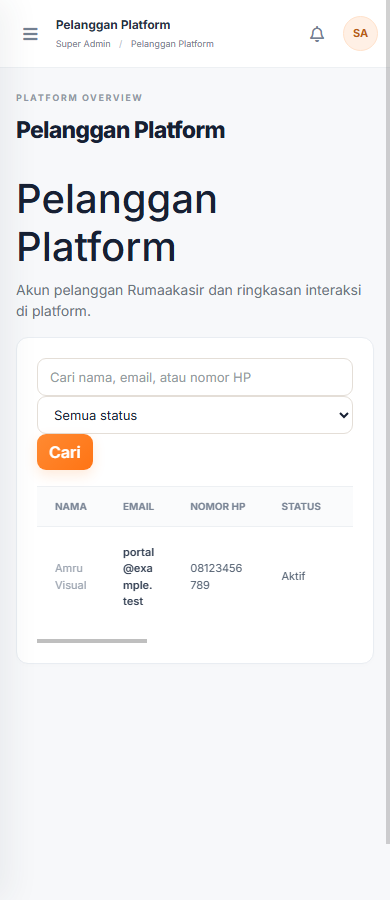 Pelanggan Platform
Super Admin / Pelanggan Platform
SA
PLATFORM OVERVIEW
Pelanggan Platform
Pelanggan
Platform
Akun pelanggan Rumaakasir dan ringkasan interaksi
di platform.
Cari nama, email, atau nomor HP
Semua status
Cari
NAMA EMAIL NOMOR HP STATUS
Amru
Visual
portal
@exa
mple.
test
08123456
789
Aktif